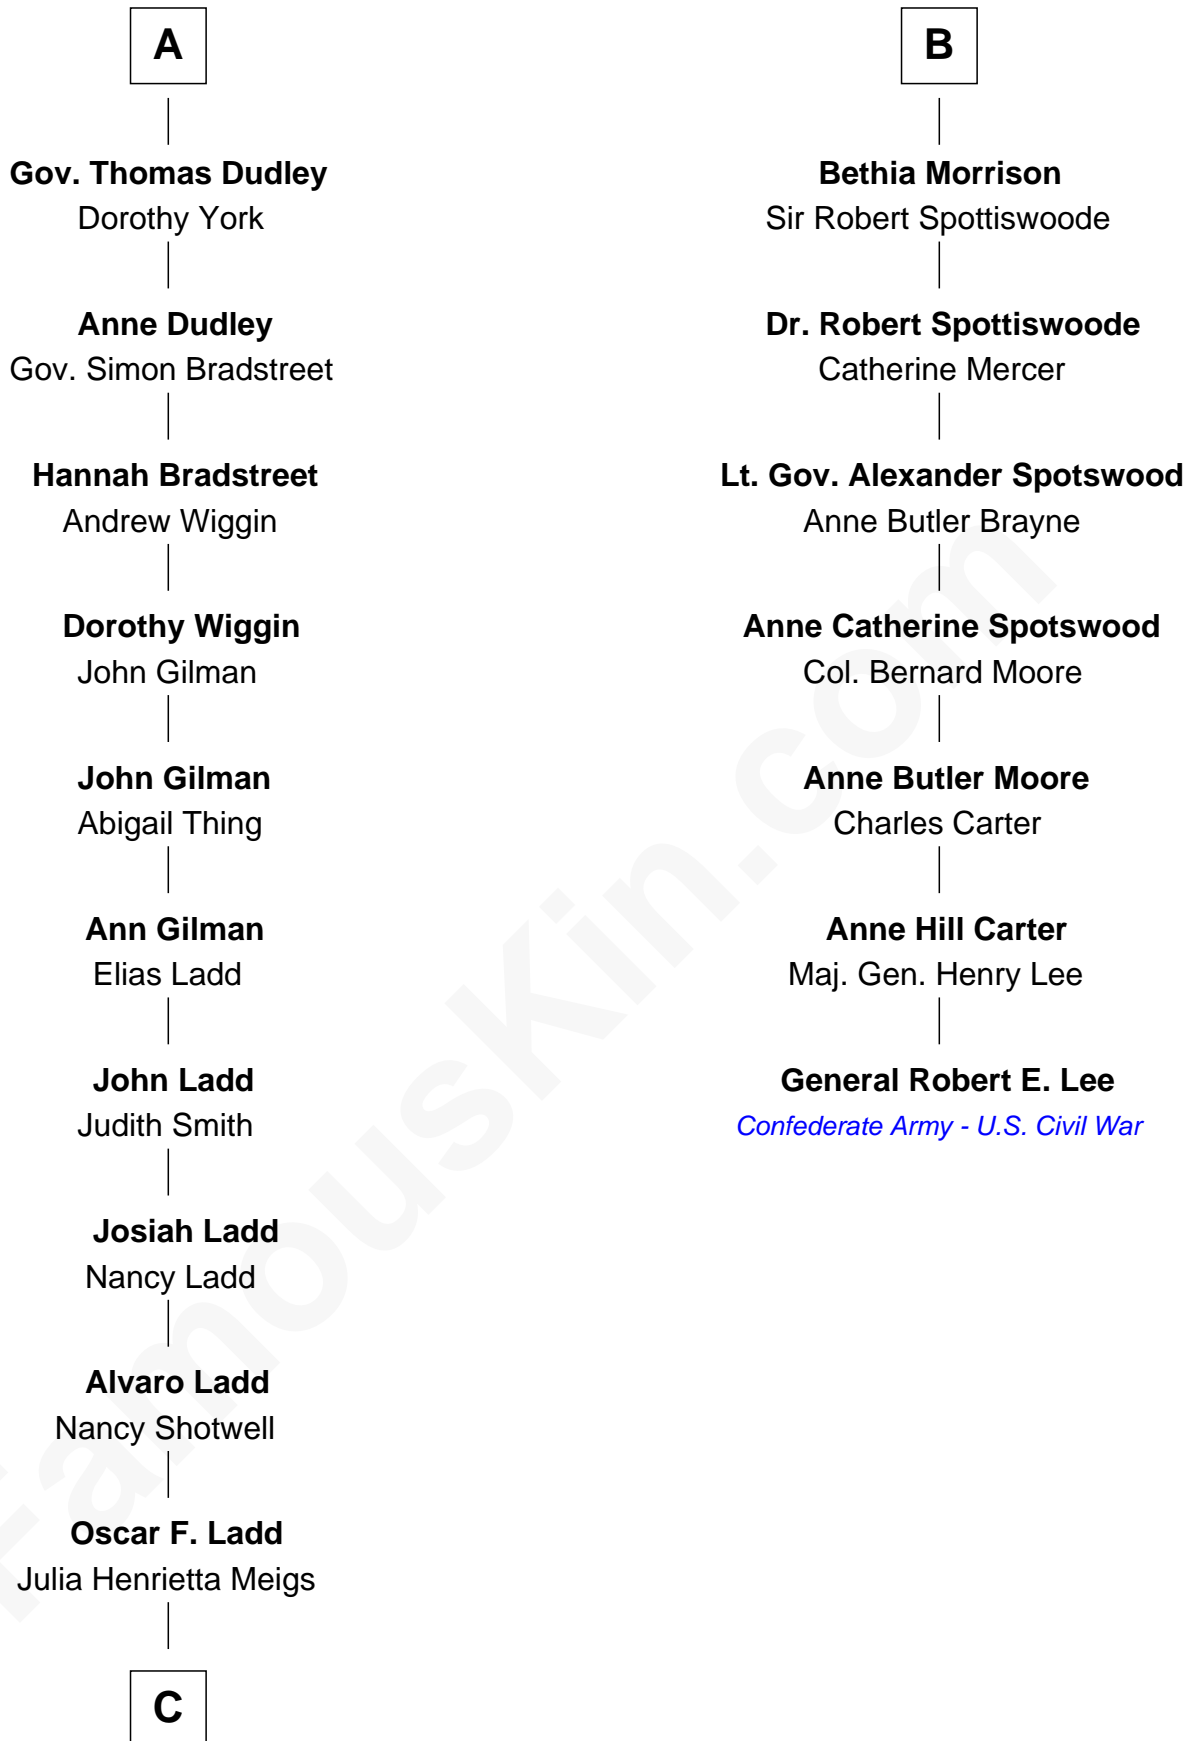 A
Gov. Thomas Dudley
Dorothy York
Anne Dudley
Gov. Simon Bradstreet
Hannah Bradstreet
Andrew Wiggin
Dorothy Wiggin
John Gilman
John Gilman
Abigail Thing
Ann Gilman
Elias Ladd
John Ladd
Judith Smith
Josiah Ladd
Nancy Ladd
Alvaro Ladd
Nancy Shotwell
Oscar F. Ladd
Julia Henrietta Meigs
C
B
Bethia Morrison
Sir Robert Spottiswoode
Dr. Robert Spottiswoode
Catherine Mercer
Lt. Gov. Alexander Spotswood
Anne Butler Brayne
Anne Catherine Spotswood
Col. Bernard Moore
Anne Butler Moore
Charles Carter
Anne Hill Carter
Maj. Gen. Henry Lee
General Robert E. Lee
Confederate Army - U.S. Civil War
FamousKin.com